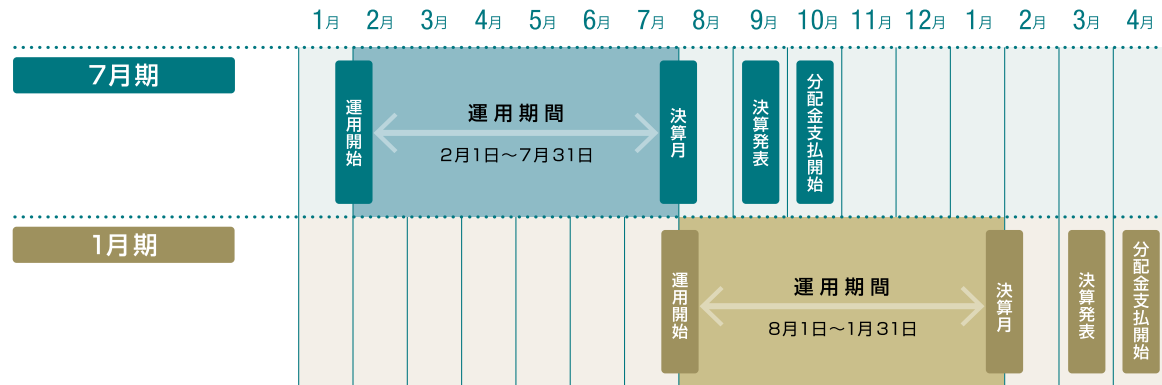 1月 2月 3月 4月 5月 6月 7月 8月 9月 10月 11月 12月 1月 2月 3月 4月
7月期
運用開始
運用期間
2月1日～7月31日
決算月
決算発表
分配金支払開始
1月期
運用開始
運用期間
8月1日～1月31日
決算月
決算発表
分配金支払開始